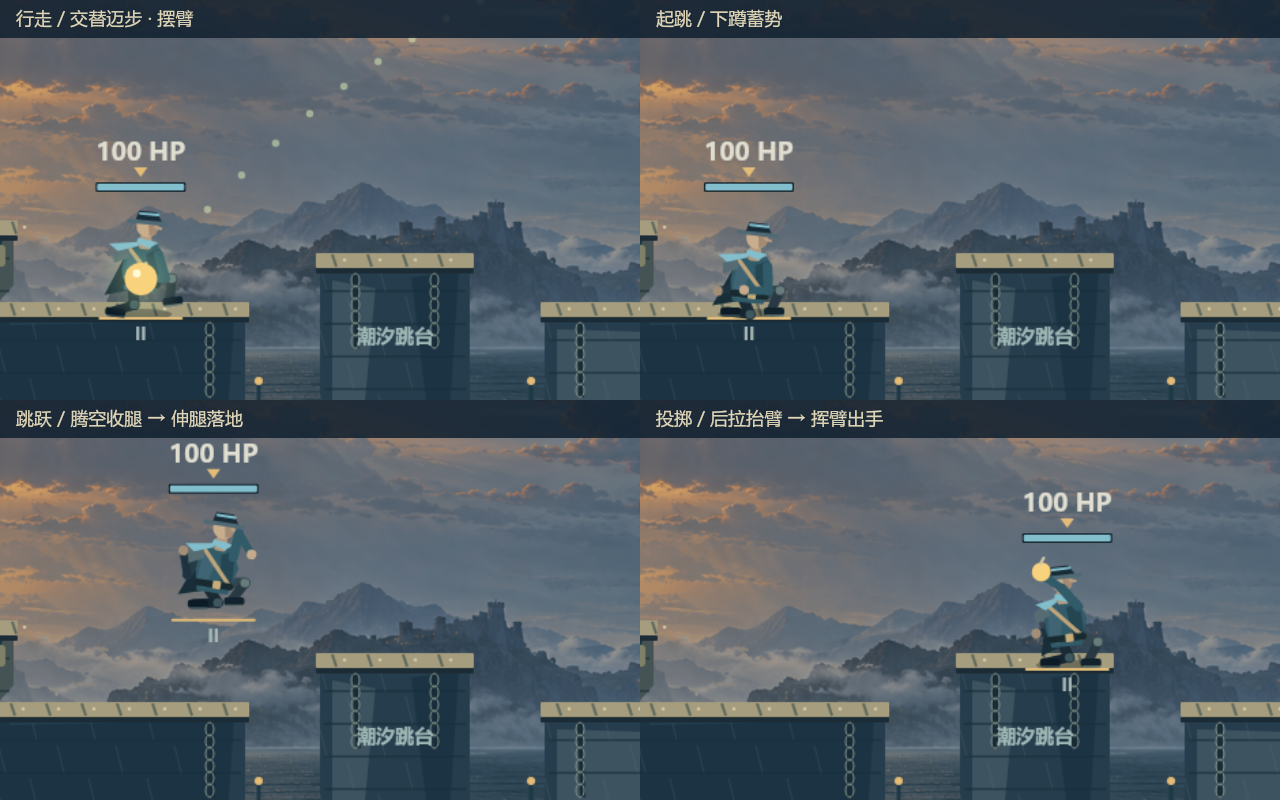 行走 / 交替迈步 · 摆臂
100 HP
II
潮汐跳台
起跳 / 下蹲蓄势
100 HP
II
潮汐跳台
跳跃 / 腾空收腿 → 伸腿落地
100 HP
II
潮汐跳台
投掷 / 后拉抬臂 → 挥臂出手
100 HP
II
潮汐跳台